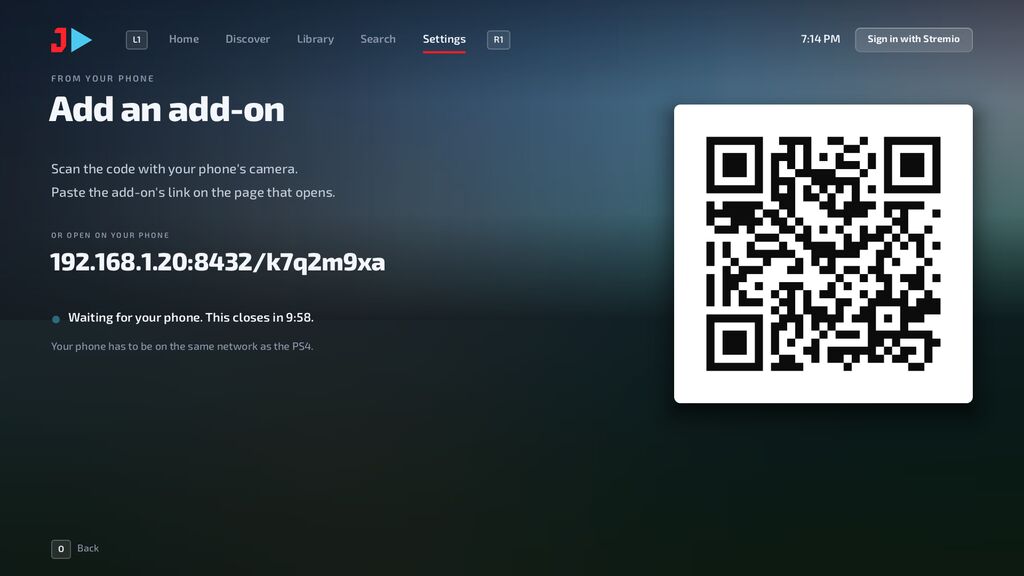 J
L1
Home
Discover
Library
Search
Settings
R1
7:14 PM
Sign in with Stremio
FROM YOUR PHONE
Add an add-on
Scan the code with your phone's camera.
Paste the add-on's link on the page that opens.
OR OPEN ON YOUR PHONE
192.168.1.20:8432/k7q2m9xa
Waiting for your phone. This closes in 9:58.
Your phone has to be on the same network as the PS4.
O
Back